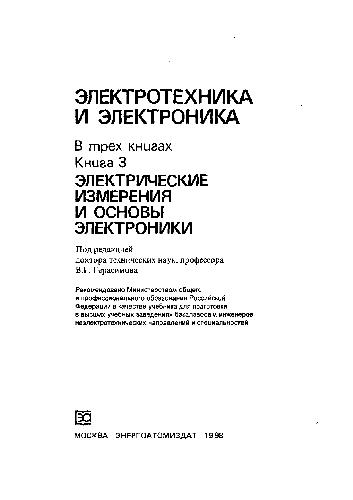 ЭЛЕКТРОТЕХНИКА
И ЭЛЕКТРОНИКА
В трех книгах
Книга 3
ЭЛЕКТРИЧЕСКИЕ
ИЗМЕРЕНИЯ
И ОСНОВЫ
ЭЛЕКТРОНИКИ
Под редакцией
доктора технических наук, профессора
В.Г. Герасимова
Рекомендовано Министерством общего
и профессионального образования Российской
Федерации в качестве учебника для подготовки
в высших учебных заведениях бакалавров и инженеров
неэлектротехнических направлений и специальностей
МОСКВА ЭНЕРГОАТОМИЗДАТ 1998